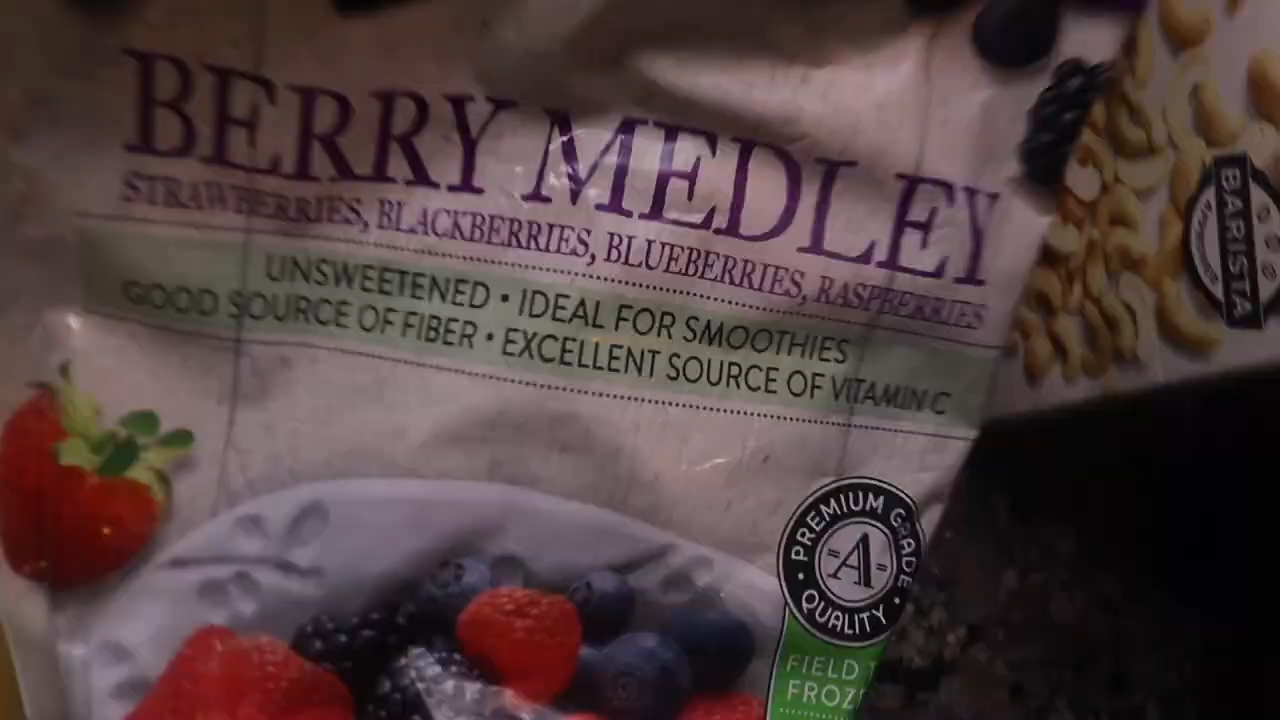 BERRY MEDLEY
STRAWBERRIES, BLACKBERRIES, BLUEBERRIES, RASPBERRIES
UNSWEETENED • IDEAL FOR SMOOTHIES
GOOD SOURCE OF FIBER • EXCELLENT SOURCE OF VITAMIN C
BARISTA
PREMIUM GRADE
A
QUALITY
FIELD